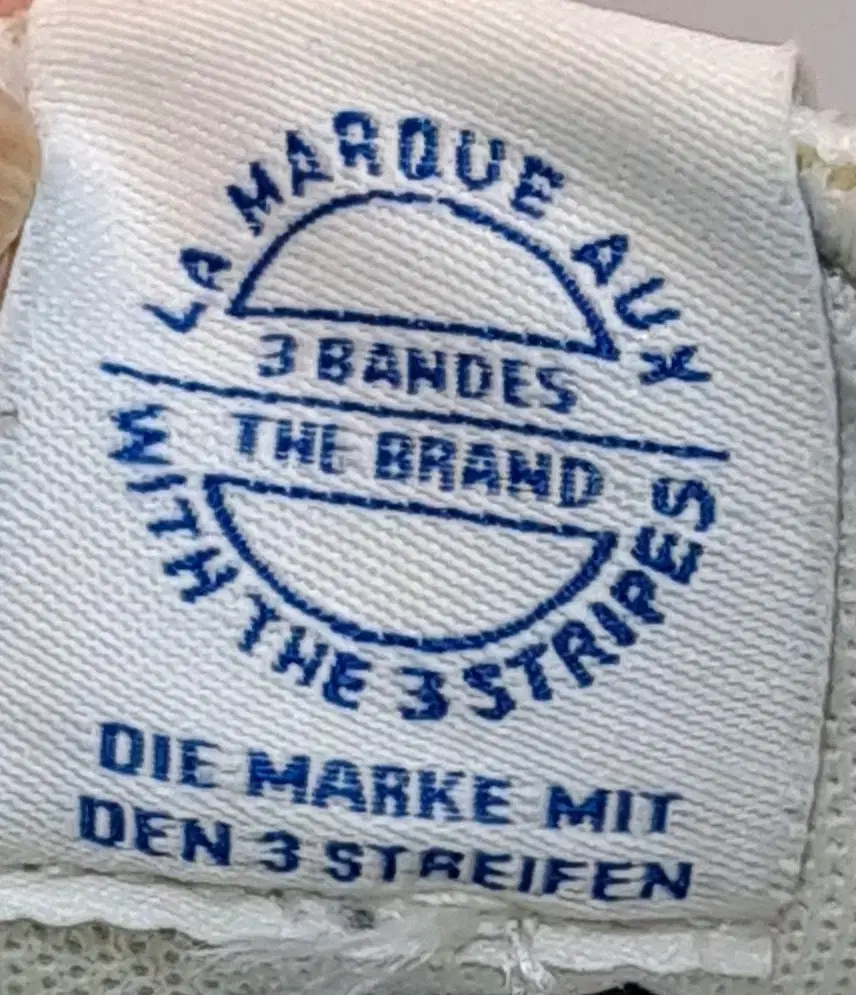 LA MARQUE AUX
3 BANDES
THE BRAND
WITH THE 3 STRIPES
DIE MARKE MIT
DEN 3 STREIFEN